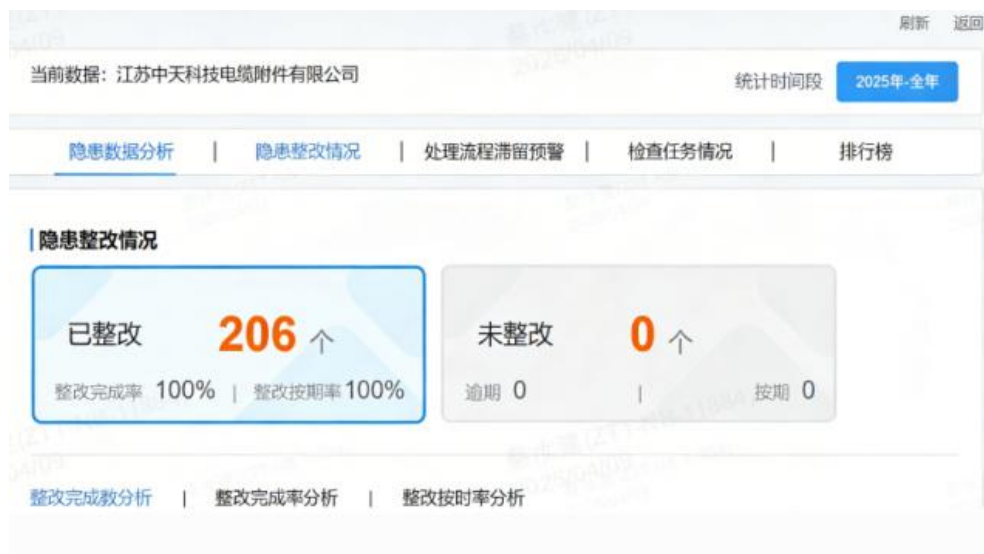 刷新 返回
当前数据：江苏中天科技电缆附件有限公司
统计时间段 2025年-全年
隐患数据分析 | 隐患整改情况 | 处理流程滞留预警 | 检查任务情况 | 排行榜
隐患整改情况
已整改 206 个
整改完成率 100% | 整改按期率 100%
未整改 0 个
逾期 0 | 按期 0
整改完成数分析 | 整改完成率分析 | 整改按时率分析